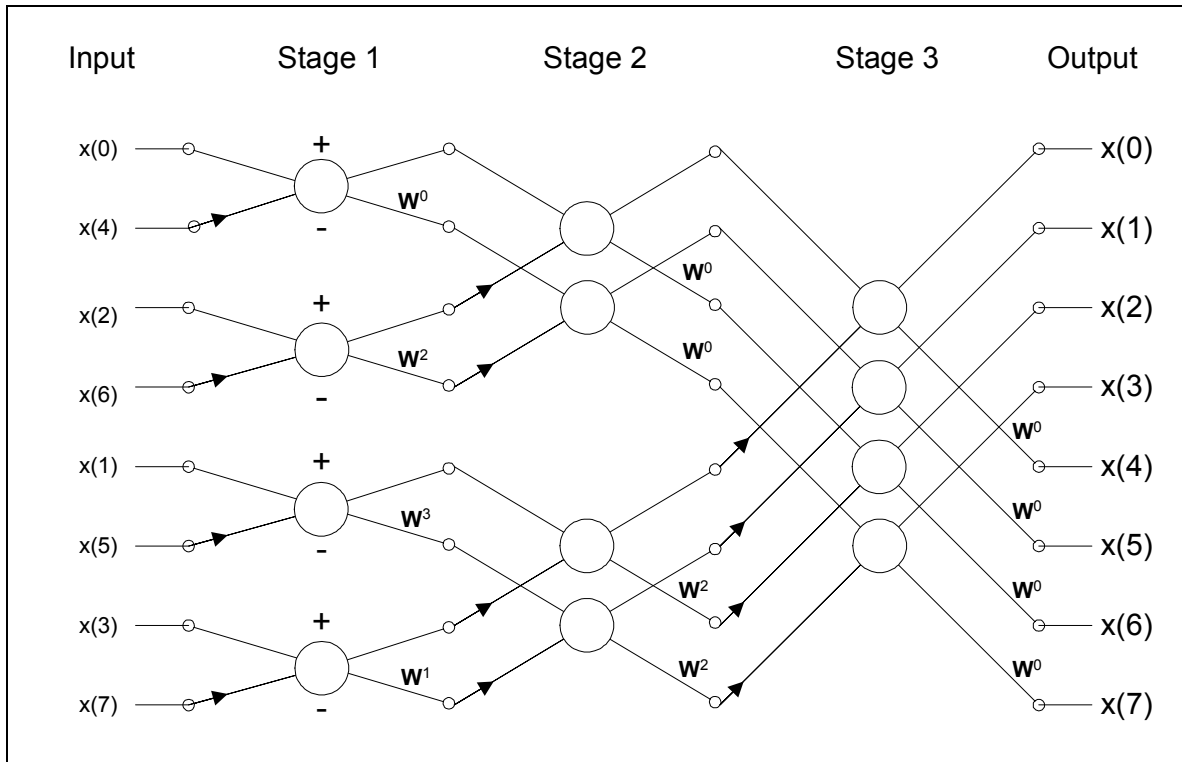 Input Stage 1 Stage 2 Stage 3 Output
x(0) + x(0)
W⁰
x(4) - x(1)
W⁰
x(2) + x(2)
W² W⁰
x(6) - x(3)
W⁰
x(1) + x(4)
W³ W⁰
x(5) - x(5)
W² W⁰
x(3) + x(6)
W¹ W² W⁰
x(7) - x(7)